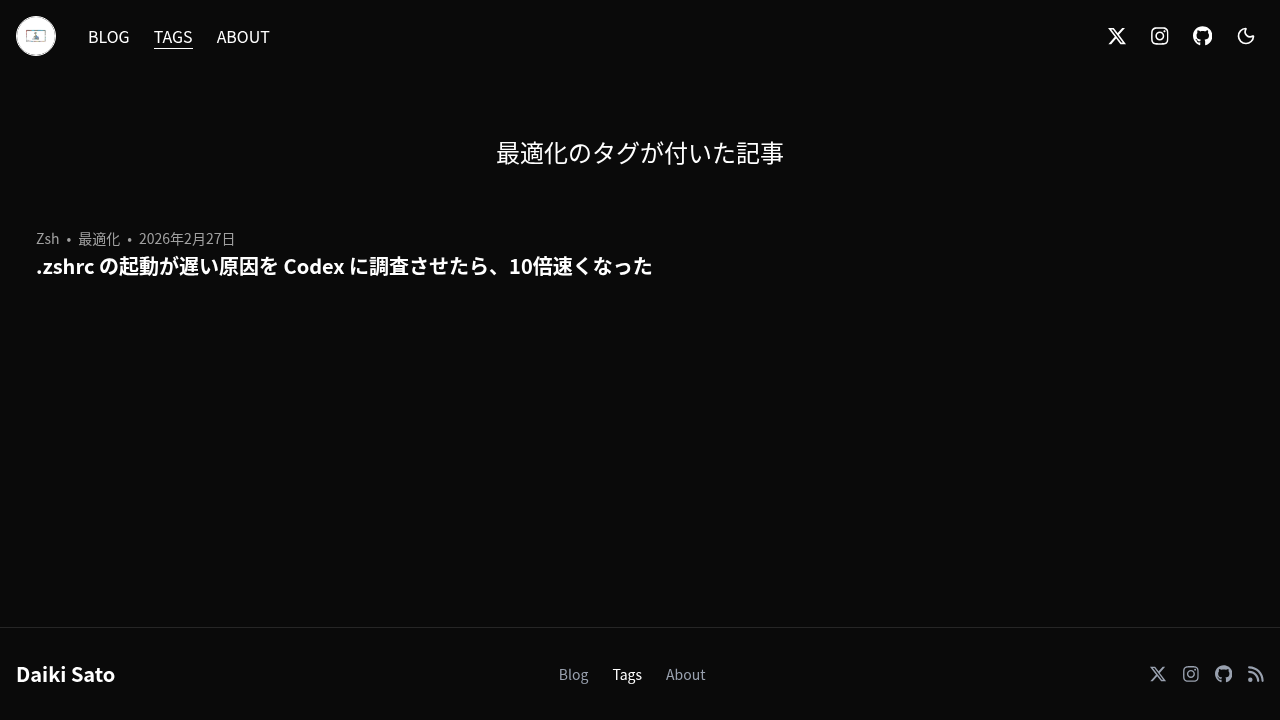 BLOG TAGS ABOUT
最適化のタグが付いた記事
Zsh • 最適化 • 2026年2月27日
.zshrc の起動が遅い原因を Codex に調査させたら、10倍速くなった
Daiki Sato
Blog Tags About